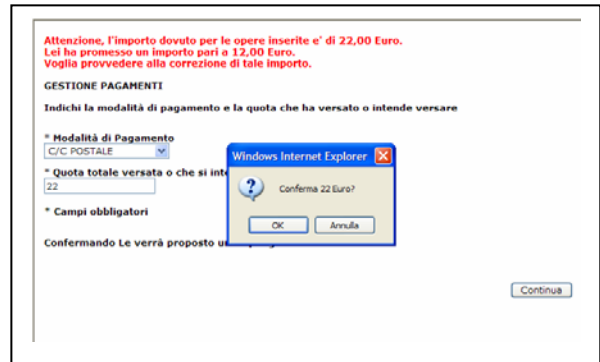 Attenzione, l'importo dovuto per le opere inserite e' di 22,00 Euro.
Lei ha promesso un importo pari a 12,00 Euro.
Voglia provvedere alla correzione di tale importo.
GESTIONE PAGAMENTI
Indichi la modalità di pagamento e la quota che ha versato o intende versare
* Modalità di Pagamento
C/C POSTALE
Windows Internet Explorer
* Quota totale versata o che si
22
Conferma 22 Euro?
* Campi obbligatori
OK Annulla
Confermando Le verrà proposto
Continua